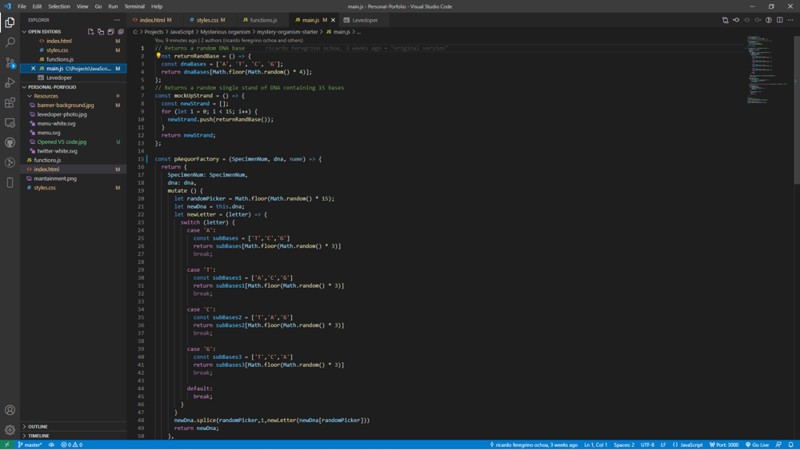 File Edit Selection View Go Run Terminal Help
main.js - Personal-Porfolio - Visual Studio Code
EXPLORER
OPEN EDITORS
index.html M
styles.css M
functions.js
main.js C:\Projects\JavaScr... M
Levedoper
PERSONAL-PORFOLIO
Resources
banner-background.jpg M
levedoper-photo.jpg M
menu-white.svg M
menu.svg M
Opened VS code.jpg U
twitter-white.svg M
functions.js
index.html M
mantainment.png M
styles.css M
OUTLINE
TIMELINE
index.html M styles.css M functions.js main.js M Levedoper
C: > Projects > JavaScript > Mysterious organism > mystery-organism-starter > main.js > ...
You, 9 minutes ago | 2 authors (ricardo feregrino ochoa and others)
1 // Returns a random DNA base ricardo feregrino ochoa, 3 weeks ago • "original version"
2 const returnRandBase = () => {
3 const dnaBases = ['A', 'T', 'C', 'G'];
4 return dnaBases[Math.floor(Math.random() * 4)];
5 };
6 // Returns a random single stand of DNA containing 15 bases
7 const mockUpStrand = () => {
8 const newStrand = [];
9 for (let i = 0; i < 15; i++) {
10 newStrand.push(returnRandBase());
11 }
12 return newStrand;
13 };
14
15 const pAequorFactory = (SpecimenNum, dna, name) => {
16 return {
17 SpecimenNum: SpecimenNum,
18 dna: dna,
19 mutate () {
20 let randomPicker = Math.floor(Math.random() * 15);
21 let newDna = this.dna;
22 let newLetter = (letter) => {
23 switch (letter) {
24 case 'A':
25 const subBases = ['T','C','G']
26 return subBases[Math.floor(Math.random() * 3)]
27 break;
28
29 case 'T':
30 const subBases1 = ['A','C','G']
31 return subBases1[Math.floor(Math.random() * 3)]
32 break;
33
34 case 'C':
35 const subBases2 = ['T','A','G']
36 return subBases2[Math.floor(Math.random() * 3)]
37 break;
38
39 case 'G':
40 const subBases3 = ['T','C','A']
41 return subBases3[Math.floor(Math.random() * 3)]
42 break;
43
44 default:
45 break;
46 }
47 }
48 newDna.splice(randomPicker,1,newLetter(newDna[randomPicker]))
49 return newDna;
50 },
master* 0 0 ricardo feregrino ochoa, 3 weeks ago Ln 1, Col 1 Spaces: 2 UTF-8 LF JavaScript Port: 3000 Go Live